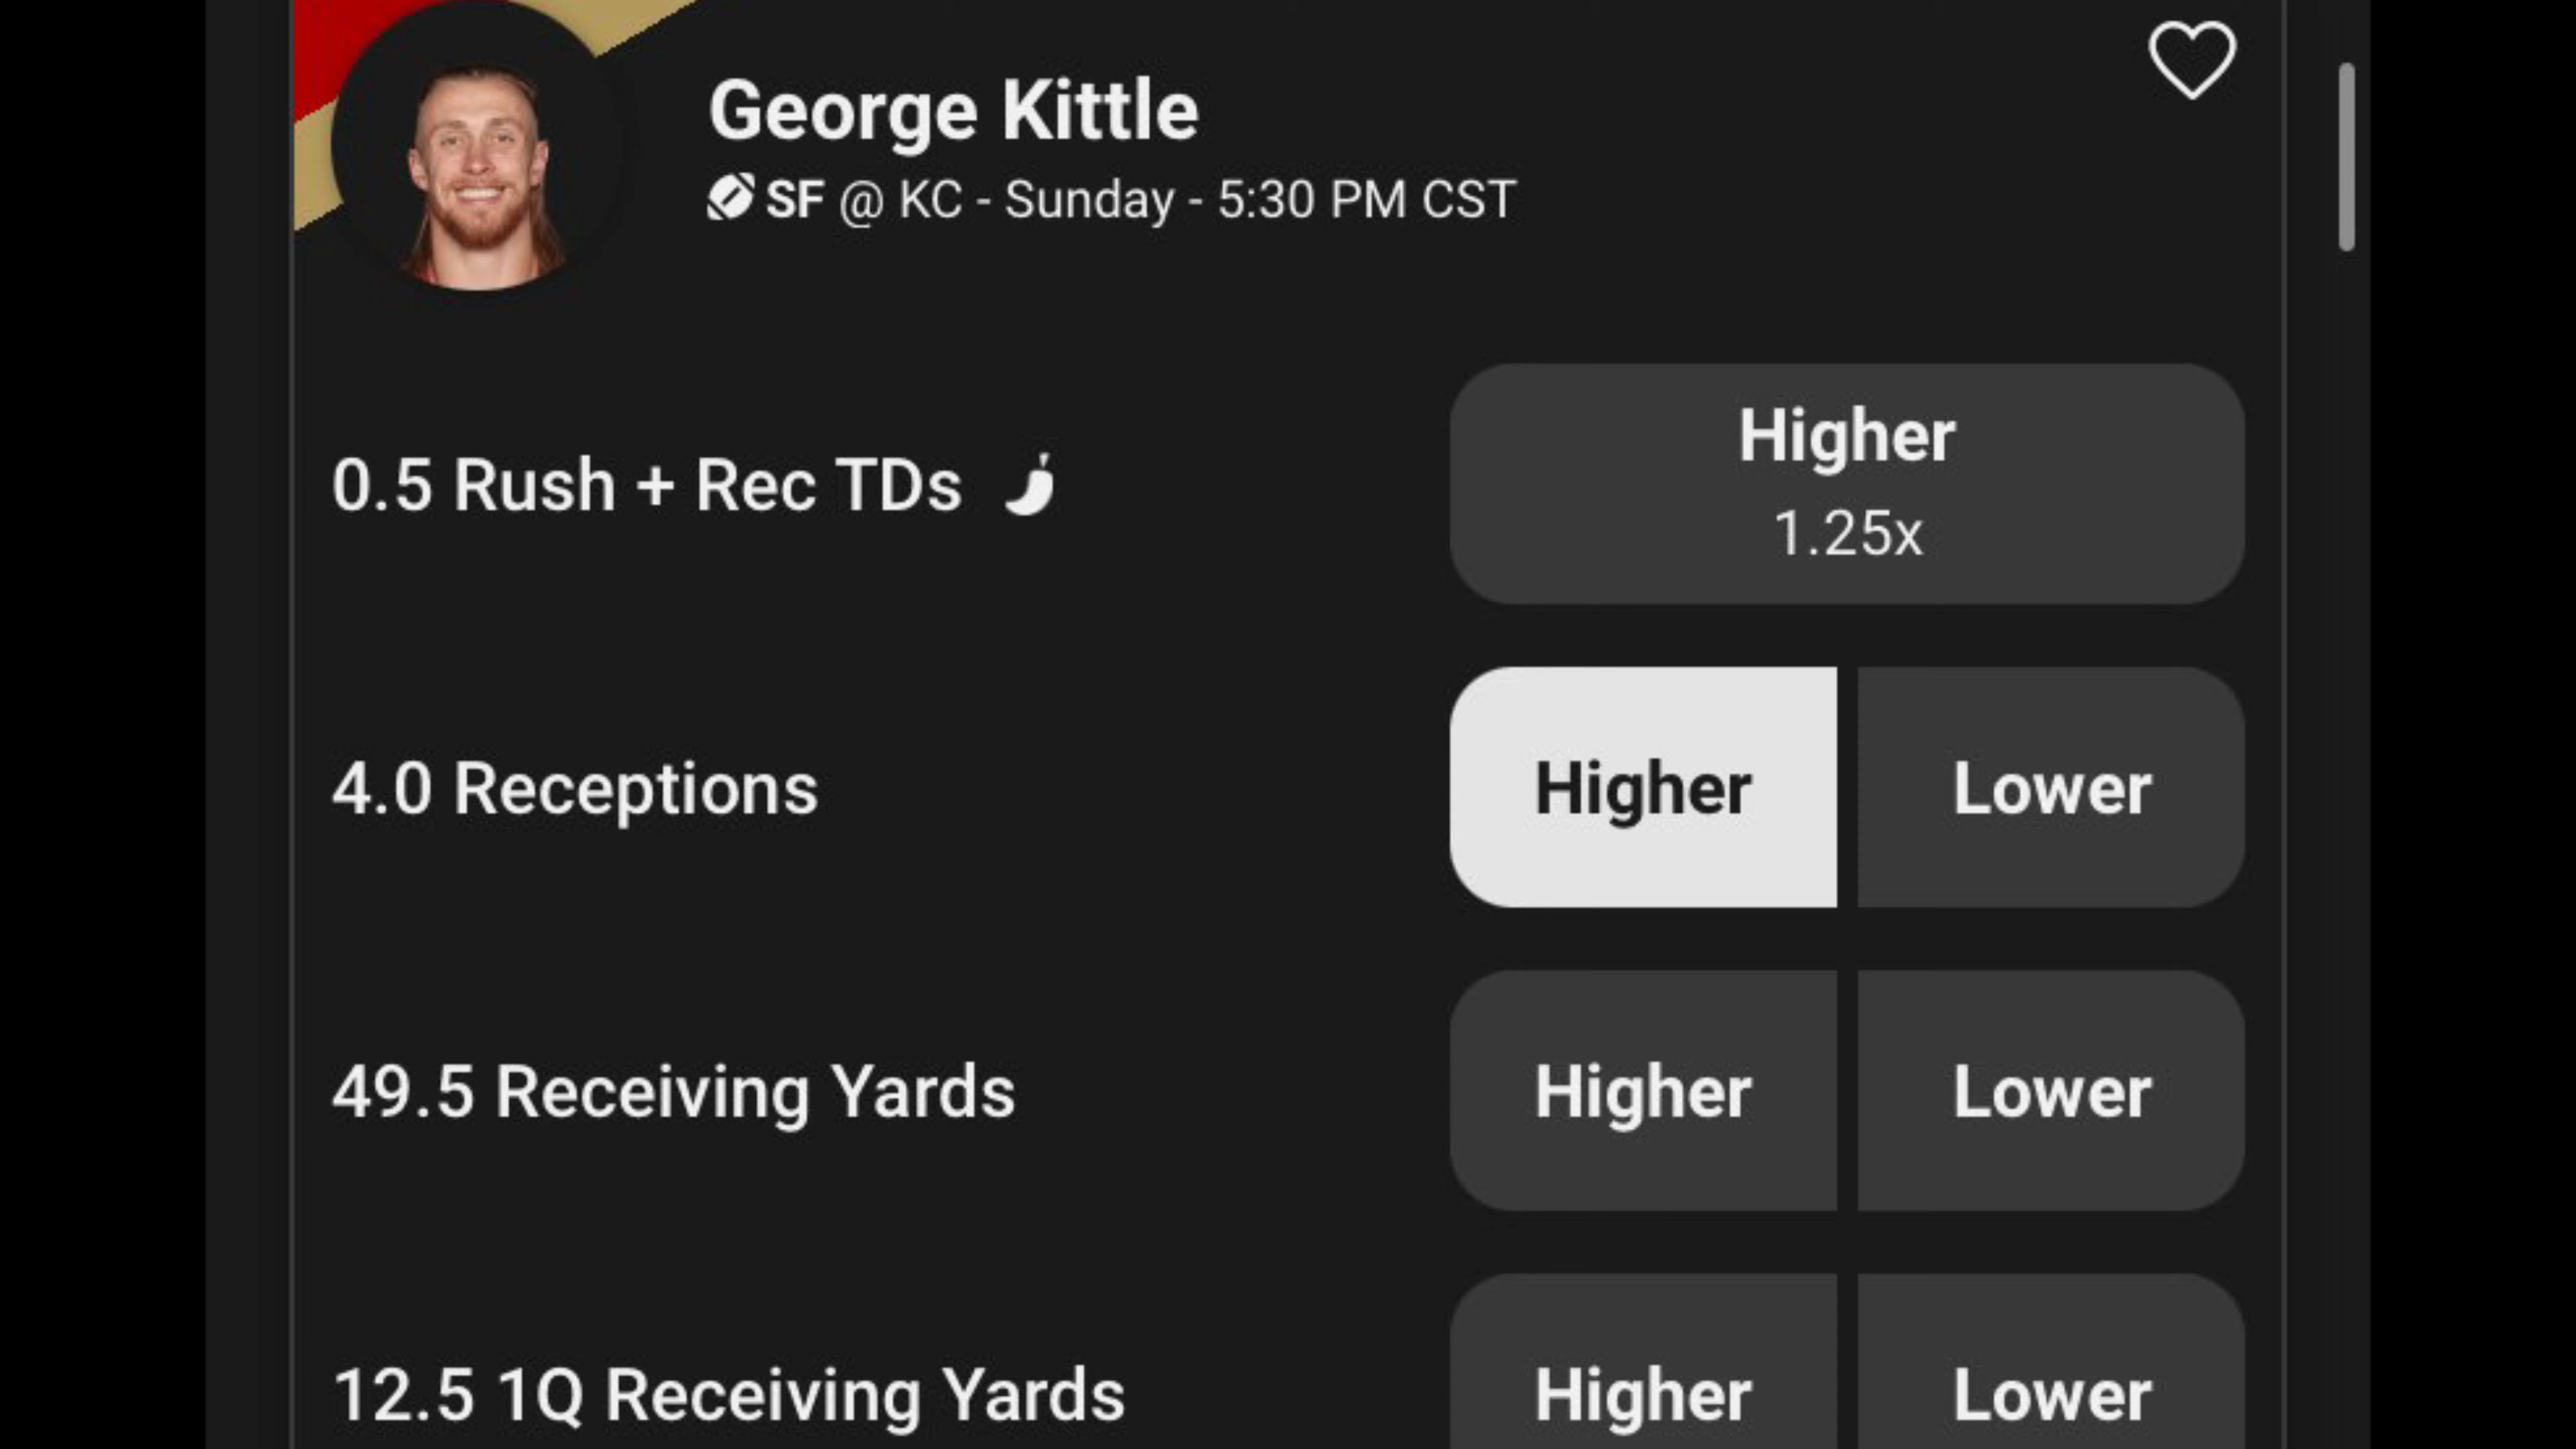 George Kittle
SF @ KC - Sunday - 5:30 PM CST
0.5 Rush + Rec TDs
Higher
1.25x
4.0 Receptions
Higher
Lower
49.5 Receiving Yards
Higher
Lower
12.5 1Q Receiving Yards
Higher
Lower